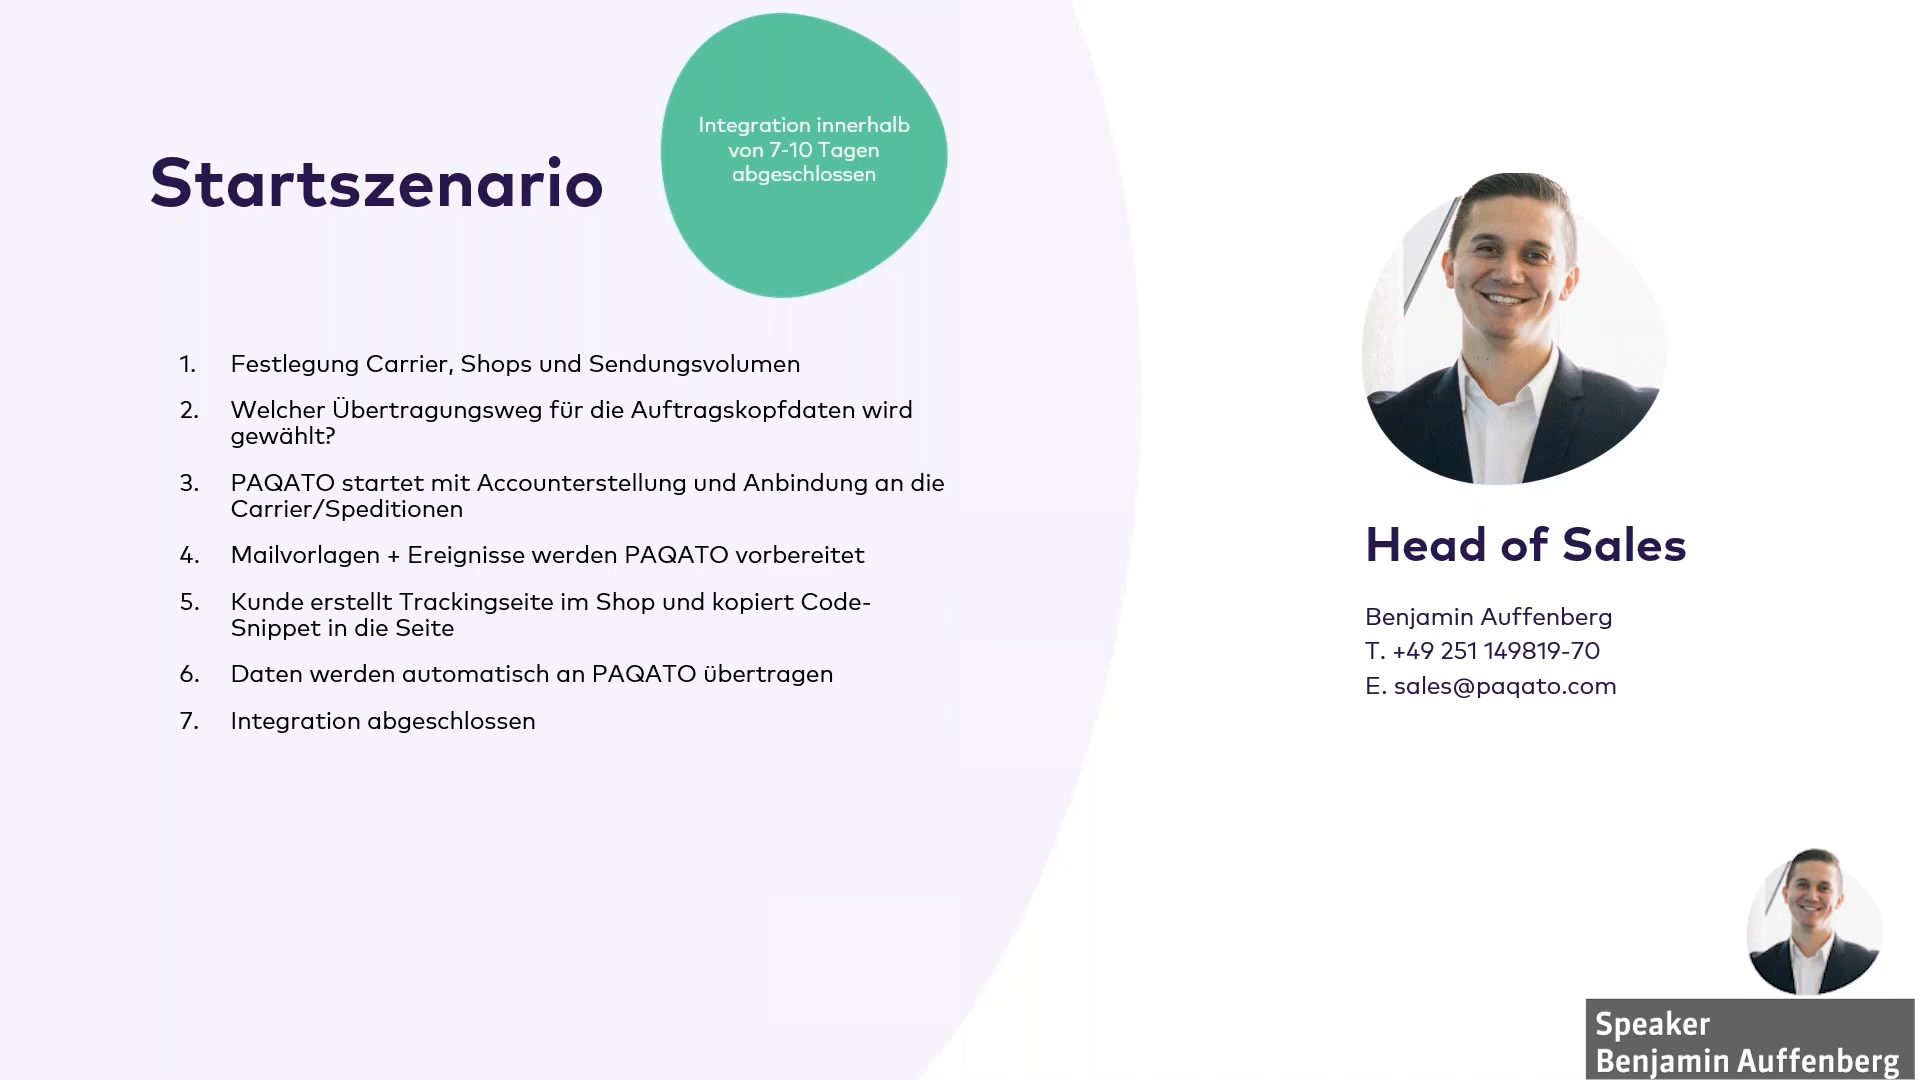 Startszenario
Integration innerhalb
von 7-10 Tagen
abgeschlossen
1. Festlegung Carrier, Shops und Sendungsvolumen
2. Welcher Übertragungsweg für die Auftragskopfdaten wird
gewählt?
3. PAQATO startet mit Accounterstellung und Anbindung an die
Carrier/Speditionen
4. Mailvorlagen + Ereignisse werden PAQATO vorbereitet
5. Kunde erstellt Trackingseite im Shop und kopiert Code-
Snippet in die Seite
6. Daten werden automatisch an PAQATO übertragen
7. Integration abgeschlossen
Head of Sales
Benjamin Auffenberg
T. +49 251 149819-70
E. sales@paqato.com
Speaker
Benjamin Auffenberg